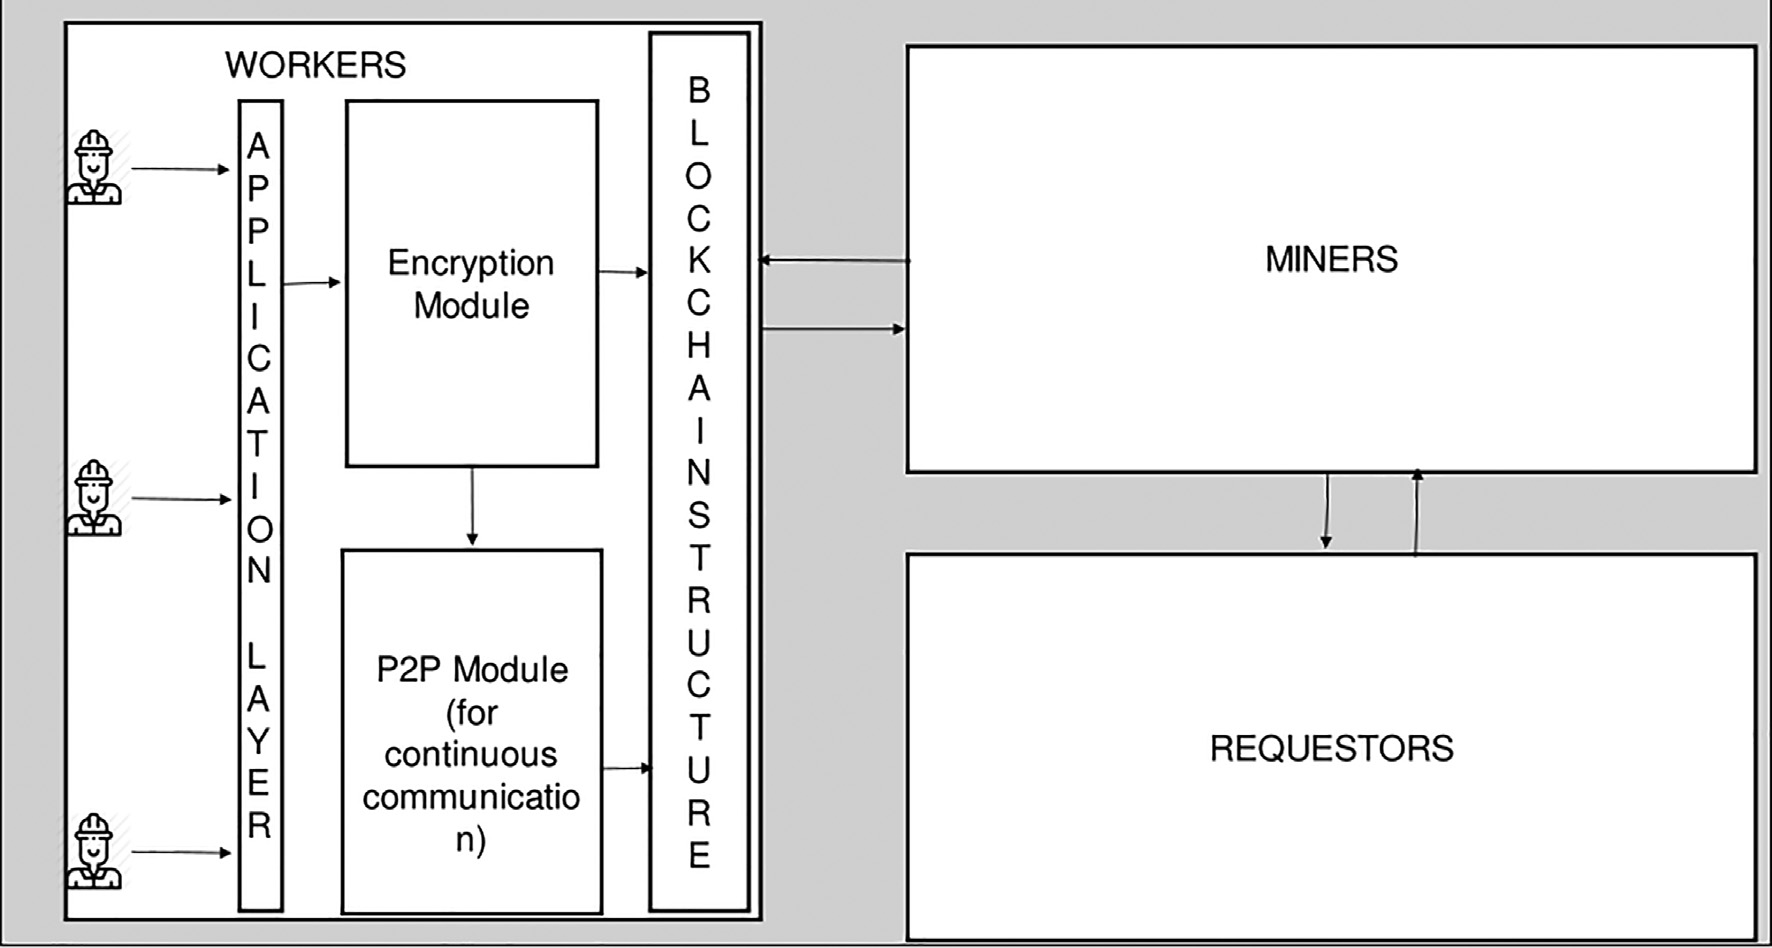 WORKERS
APPLICATION LAYER
Encryption
Module
P2P Module
(for
continuous
communicatio
n)
BLOCKCHAINSTRUCTURE
MINERS
REQUESTORS